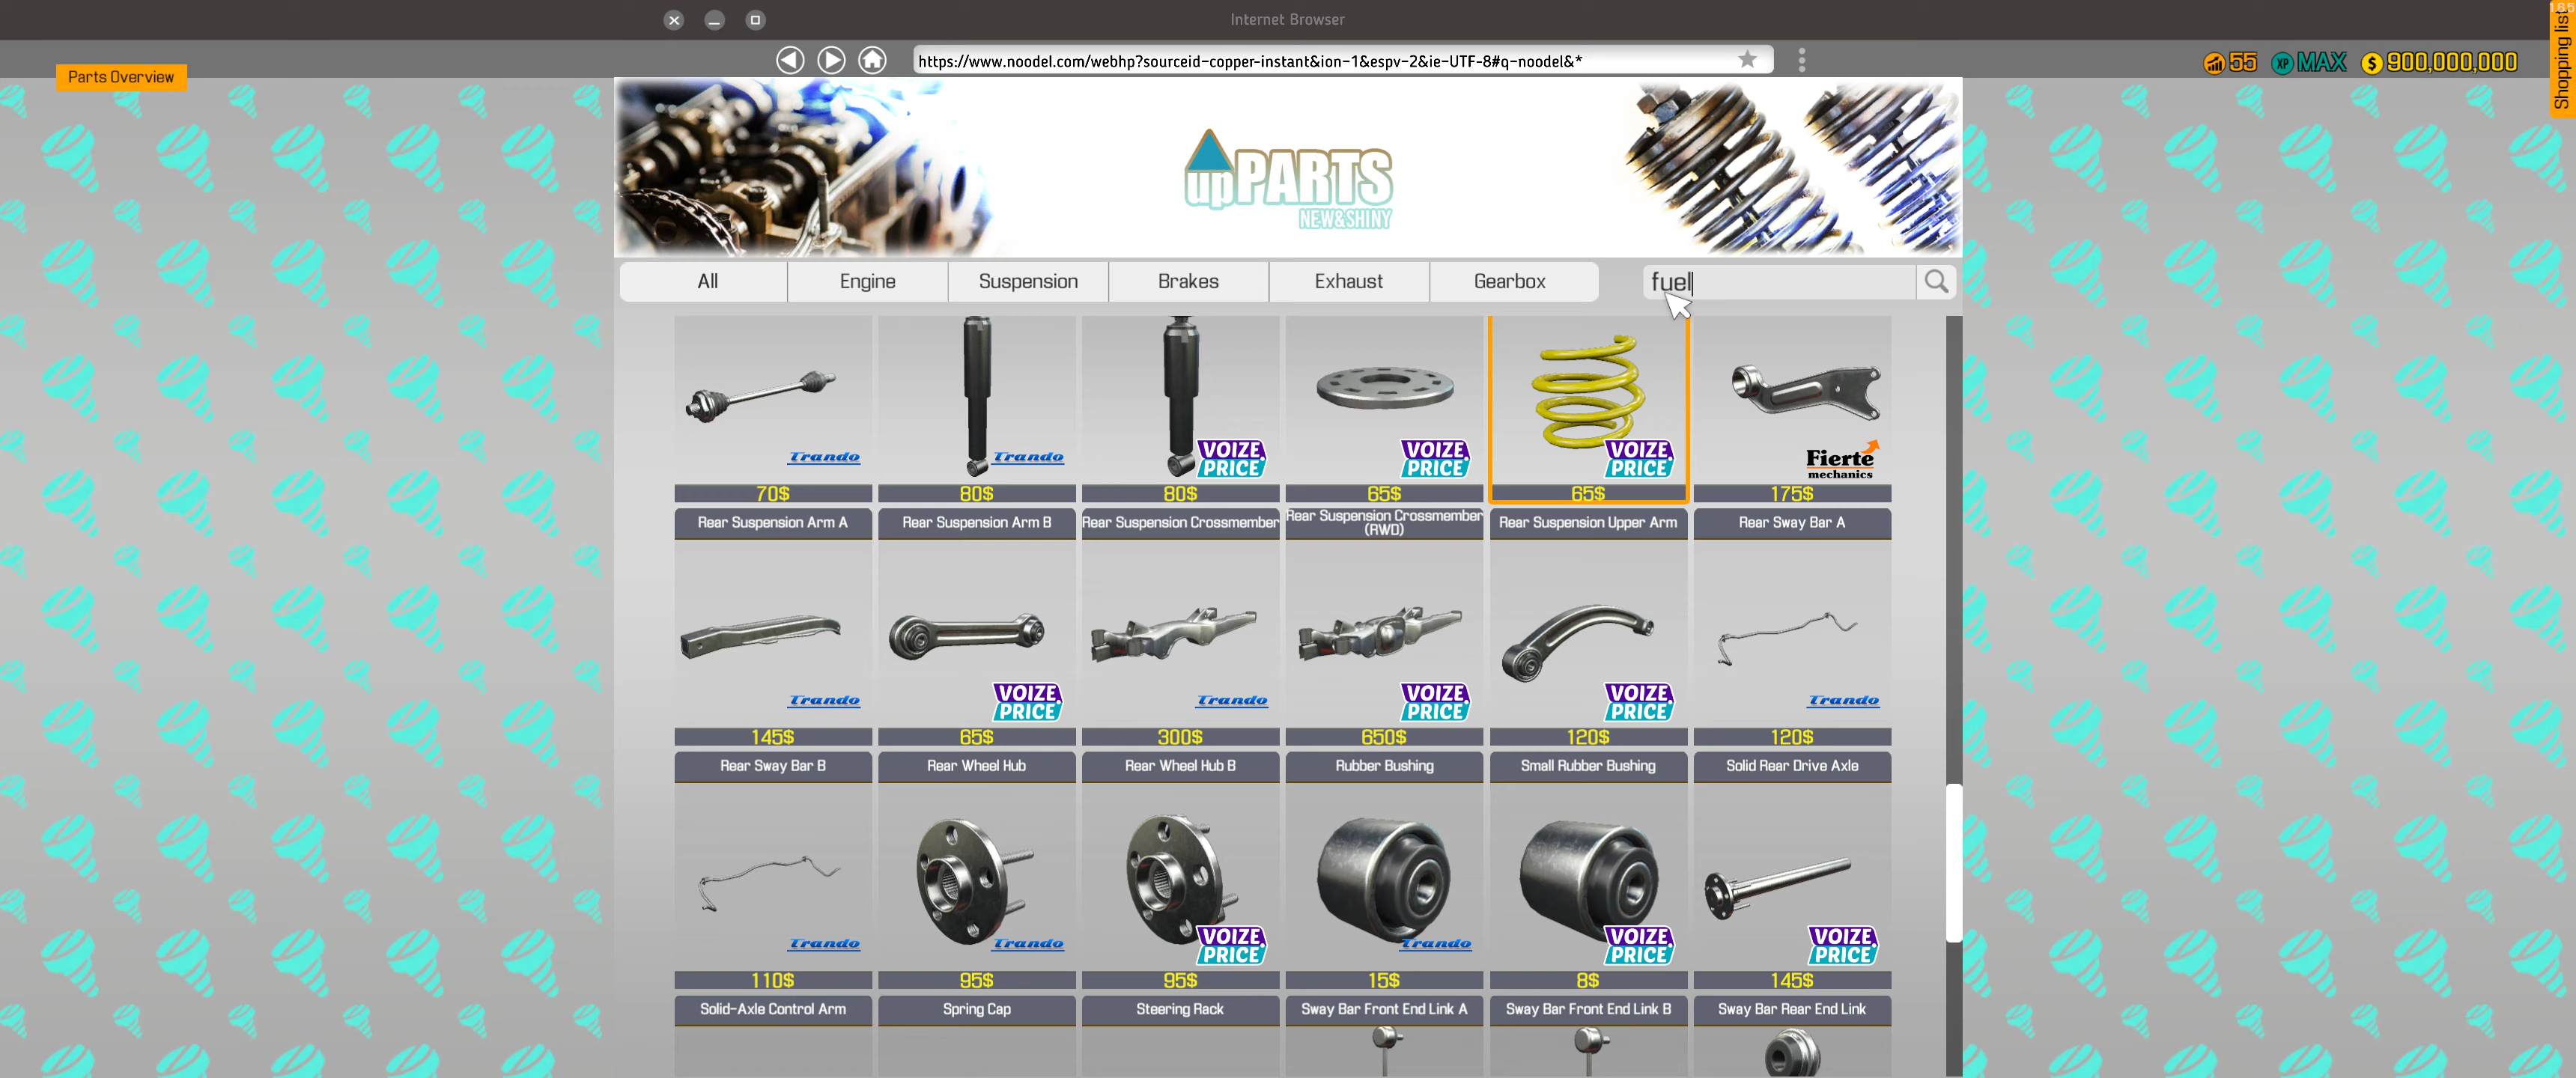 Internet Browser
165
Shopping list
https://www.noodel.com/webhp?sourceid-copper-instant&ion-1&espv-2&ie-UTF-8#q-noodel&*
Parts Overview
55 XP MAX $ 900,000,000
upPARTS
NEW&SHINY
All Engine Suspension Brakes Exhaust Gearbox fuel
Trando Trando VOIZE PRICE VOIZE PRICE VOIZE PRICE Fierte mechanics
70$ 80$ 80$ 65$ 65$ 175$
Rear Suspension Arm A Rear Suspension Arm B Rear Suspension Crossmember Rear Suspension Crossmember (RWD) Rear Suspension Upper Arm Rear Sway Bar A
Trando VOIZE PRICE Trando VOIZE PRICE VOIZE PRICE Trando
145$ 65$ 300$ 650$ 120$ 120$
Rear Sway Bar B Rear Wheel Hub Rear Wheel Hub B Rubber Bushing Small Rubber Bushing Solid Rear Drive Axle
Trando Trando VOIZE PRICE Trando VOIZE PRICE VOIZE PRICE
110$ 95$ 95$ 15$ 8$ 145$
Solid-Axle Control Arm Spring Cap Steering Rack Sway Bar Front End Link A Sway Bar Front End Link B Sway Bar Rear End Link